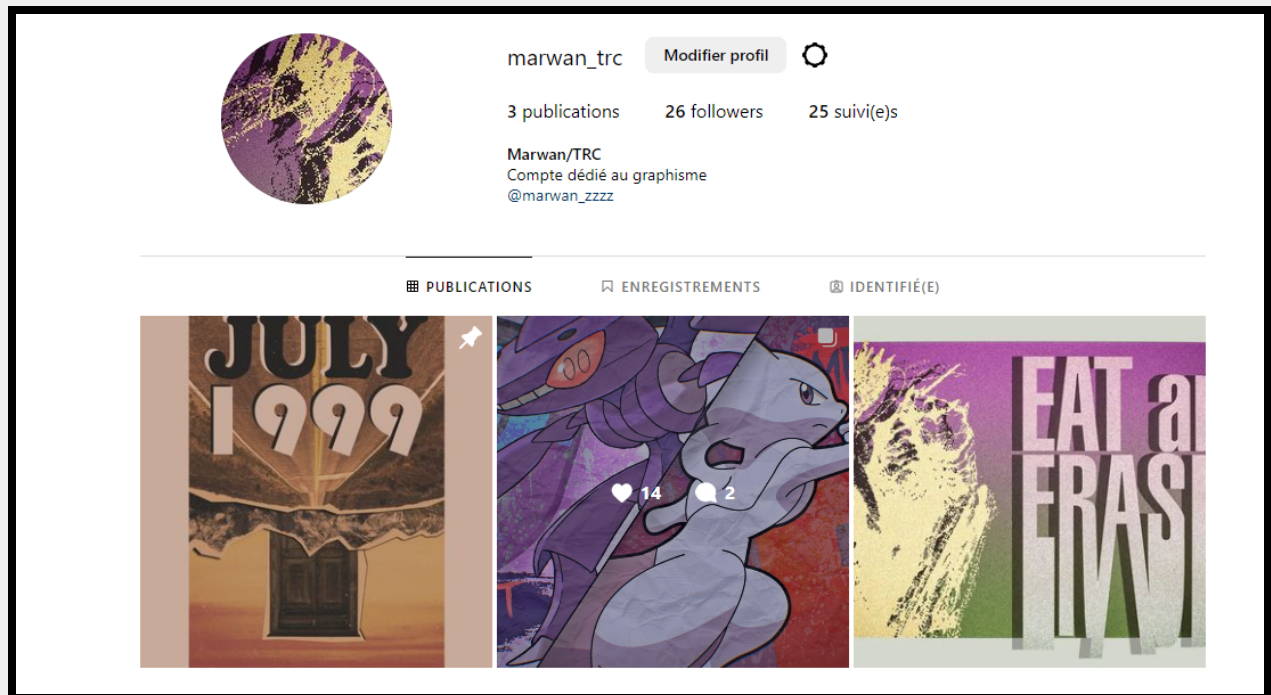 marwan_trc Modifier profil
3 publications 26 followers 25 suivi(e)s
Marwan/TRC
Compte dédié au graphisme
@marwan_zzzz
PUBLICATIONS ENREGISTREMENTS IDENTIFIÉ(E)
JULY
1999
14 2
EAT
ERAS